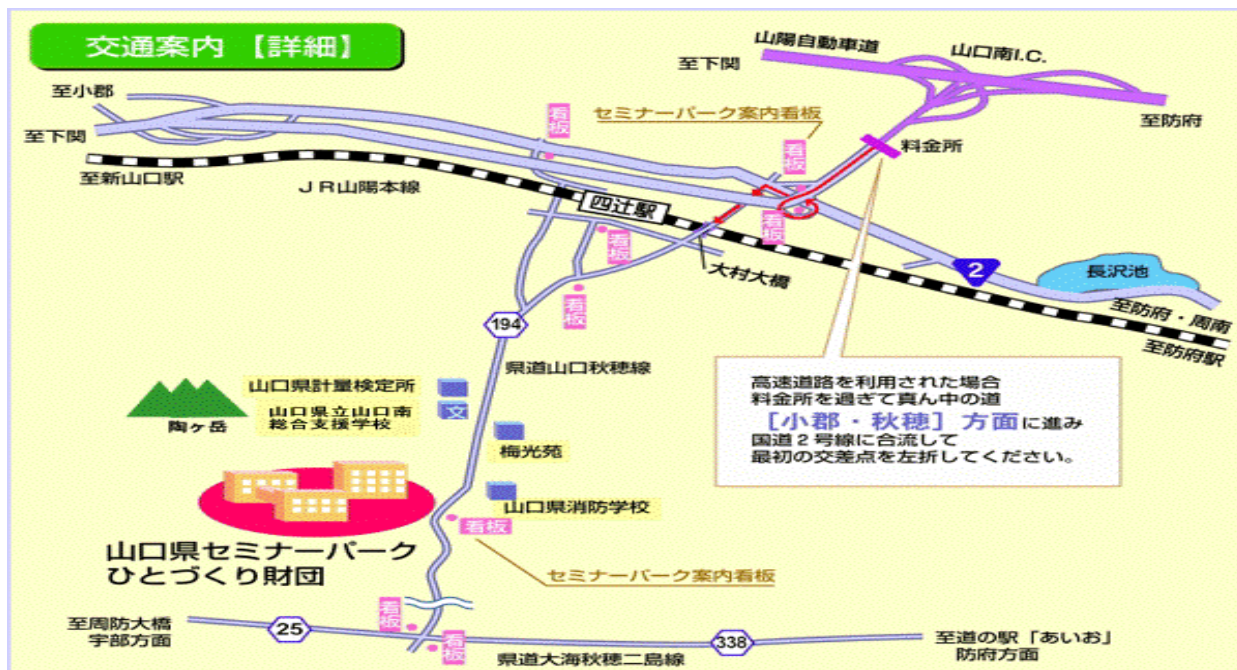 交通案内 【詳細】
山陽自動車道
山口南I.C.
至下関
至小郡
至防府
セミナーパーク案内看板
看板
至下関
看板
料金所
至新山口駅
JR山陽本線
四辻駅
看板
看板
大村大橋
2
長沢池
看板
至防府・周南
194
至防府駅
県道山口秋穂線
高速道路を利用された場合
料金所を過ぎて真ん中の道
[小郡・秋穂] 方面に進み
国道2号線に合流して
最初の交差点を左折してください。
山口県計量検定所
山口県立山口南
総合支援学校
文
陶ヶ岳
梅光苑
山口県消防学校
看板
山口県セミナーパーク
ひとづくり財団
セミナーパーク案内看板
看板
至周防大橋
宇部方面
25
看板
338
県道大海秋穂二島線
至道の駅「あいお」
防府方面